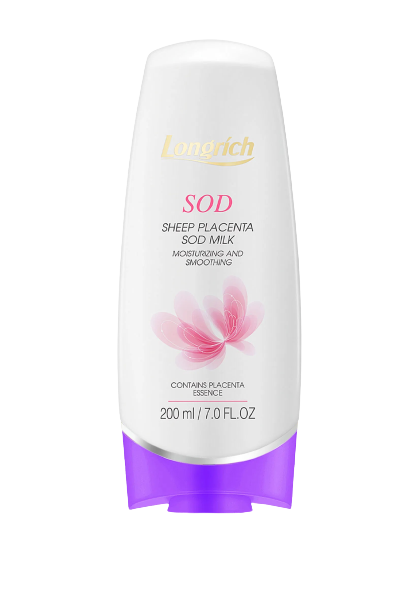 Longrich
SOD
SHEEP PLACENTA
SOD MILK
MOISTURIZING AND
SMOOTHING
CONTAINS PLACENTA
ESSENCE
200 ml / 7.0 FL.OZ